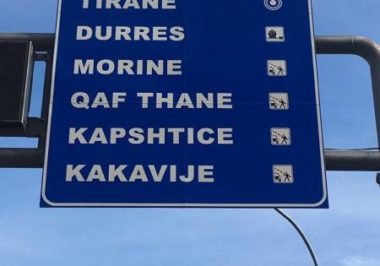 TIRANE
DURRES
MORINE
QAF THANE
KAPSHTICE
KAKAVIJE